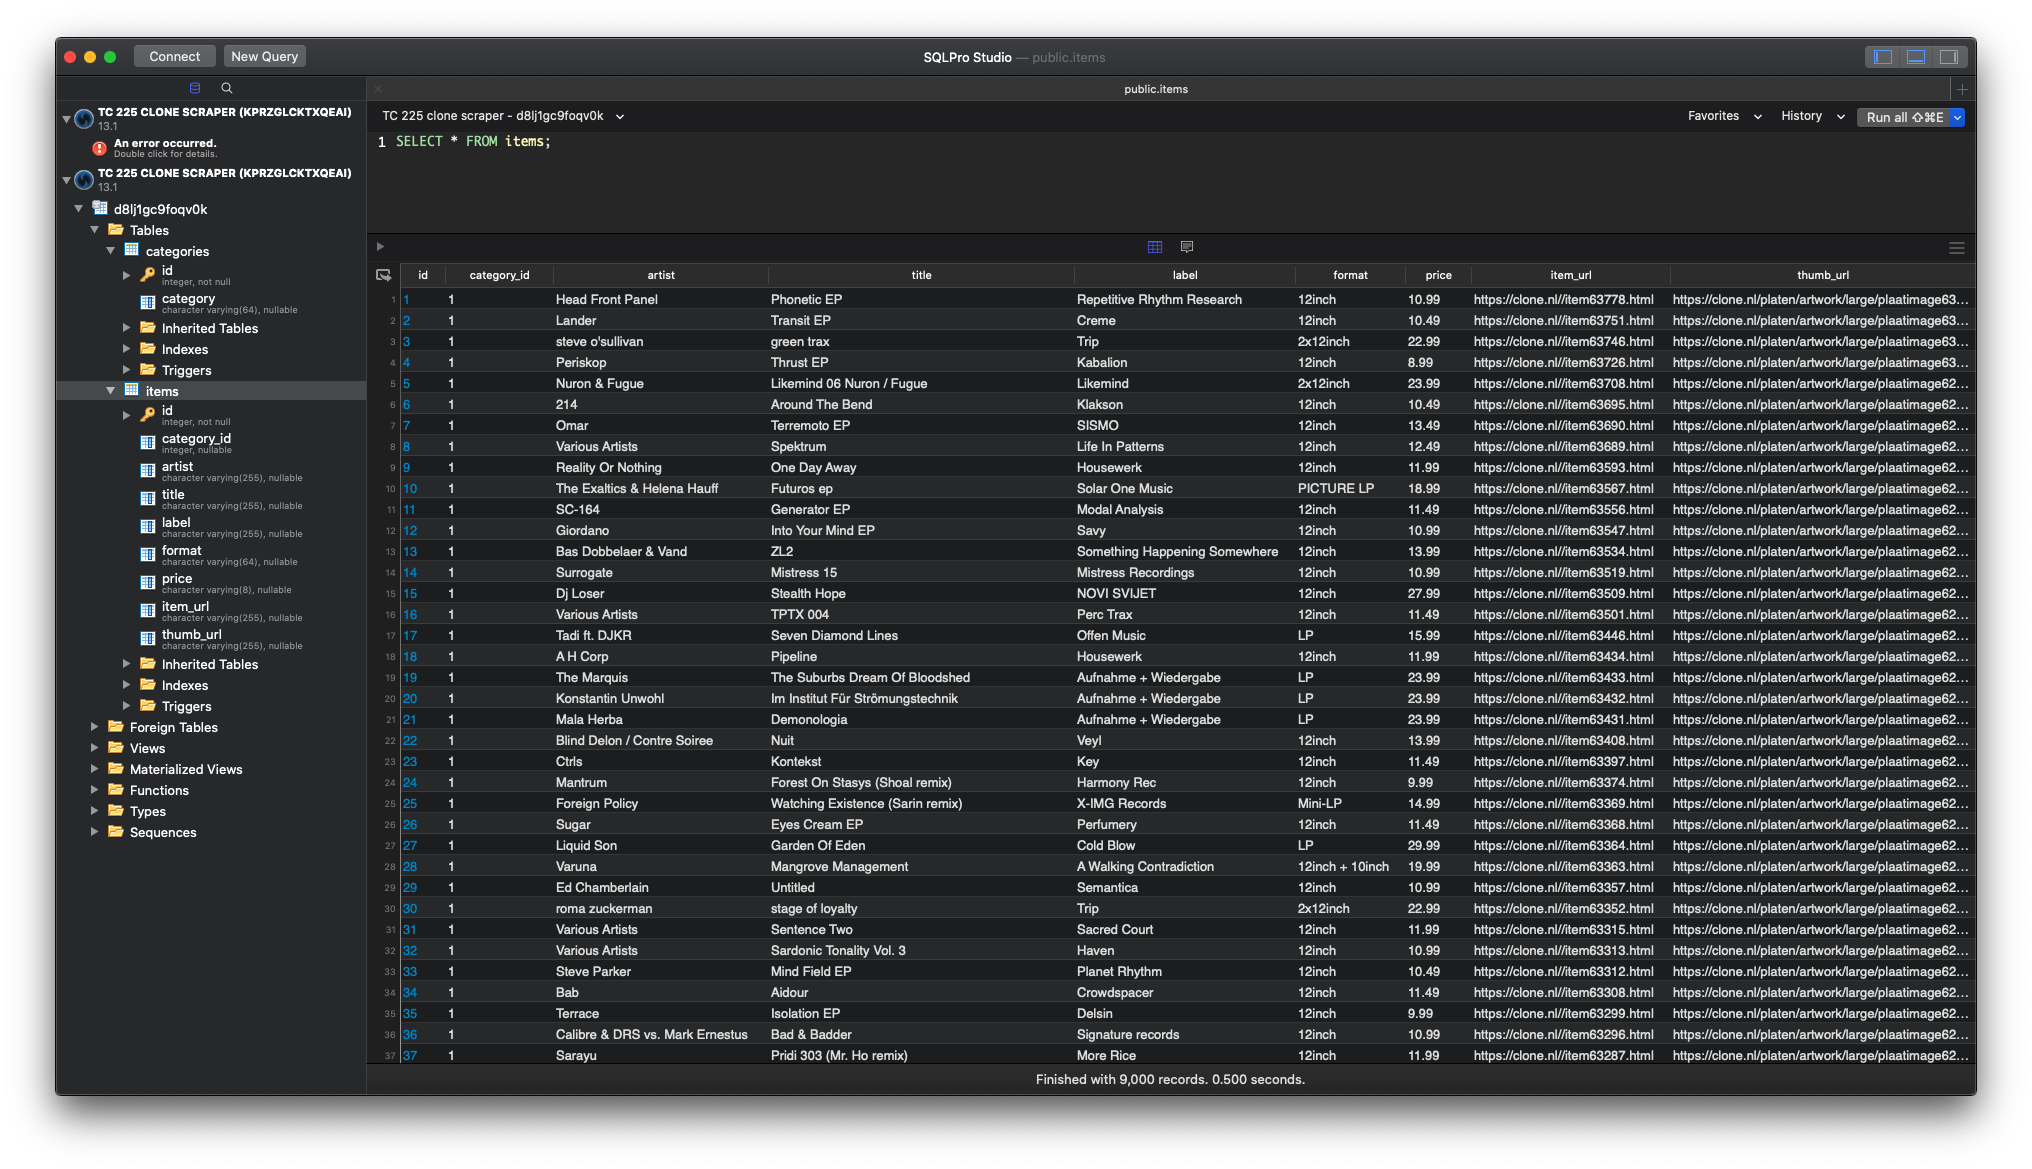 Connect New Query SQLPro Studio — public.items
public.items
TC 225 CLONE SCRAPER (KPRZGLCKTXQEAI)
13.1
An error occurred.
Double click for details.
TC 225 CLONE SCRAPER (KPRZGLCKTXQEAI)
13.1
d8lj1gc9foqv0k
Tables
categories
id
integer, not null
category
character varying(64), nullable
Inherited Tables
Indexes
Triggers
items
id
integer, not null
category_id
integer, nullable
artist
character varying(255), nullable
title
character varying(255), nullable
label
character varying(255), nullable
format
character varying(64), nullable
price
character varying(8), nullable
item_url
character varying(255), nullable
thumb_url
character varying(255), nullable
Inherited Tables
Indexes
Triggers
Foreign Tables
Views
Materialized Views
Functions
Types
Sequences
TC 225 clone scraper - d8lj1gc9foqv0k Favorites History Run all ⇧⌘E
1 SELECT * FROM items;
id category_id artist title label format price item_url thumb_url
1 1 1 Head Front Panel Phonetic EP Repetitive Rhythm Research 12inch 10.99 https://clone.nl//item63778.html https://clone.nl/platen/artwork/large/plaatimage63...
2 2 1 Lander Transit EP Creme 12inch 10.49 https://clone.nl//item63751.html https://clone.nl/platen/artwork/large/plaatimage63...
3 3 1 steve o'sullivan green trax Trip 2x12inch 22.99 https://clone.nl//item63746.html https://clone.nl/platen/artwork/large/plaatimage63...
4 4 1 Periskop Thrust EP Kabalion 12inch 8.99 https://clone.nl//item63726.html https://clone.nl/platen/artwork/large/plaatimage63...
5 5 1 Nuron & Fugue Likemind 06 Nuron / Fugue Likemind 2x12inch 23.99 https://clone.nl//item63708.html https://clone.nl/platen/artwork/large/plaatimage63...
6 6 1 214 Around The Bend Klakson 12inch 10.49 https://clone.nl//item63695.html https://clone.nl/platen/artwork/large/plaatimage62...
7 7 1 Omar Terremoto EP SISMO 12inch 13.49 https://clone.nl//item63690.html https://clone.nl/platen/artwork/large/plaatimage62...
8 8 1 Various Artists Spektrum Life In Patterns 12inch 12.49 https://clone.nl//item63689.html https://clone.nl/platen/artwork/large/plaatimage62...
9 9 1 Reality Or Nothing One Day Away Housewerk 12inch 11.99 https://clone.nl//item63593.html https://clone.nl/platen/artwork/large/plaatimage62...
10 10 1 The Exaltics & Helena Hauff Futuros ep Solar One Music PICTURE LP 18.99 https://clone.nl//item63567.html https://clone.nl/platen/artwork/large/plaatimage62...
11 11 1 SC-164 Generator EP Modal Analysis 12inch 11.49 https://clone.nl//item63556.html https://clone.nl/platen/artwork/large/plaatimage62...
12 12 1 Giordano Into Your Mind EP Savy 12inch 10.99 https://clone.nl//item63547.html https://clone.nl/platen/artwork/large/plaatimage62...
13 13 1 Bas Dobbelaer & Vand ZL2 Something Happening Somewhere 12inch 13.99 https://clone.nl//item63534.html https://clone.nl/platen/artwork/large/plaatimage62...
14 14 1 Surrogate Mistress 15 Mistress Recordings 12inch 10.99 https://clone.nl//item63519.html https://clone.nl/platen/artwork/large/plaatimage62...
15 15 1 Dj Loser Stealth Hope NOVI SVIJET 12inch 27.99 https://clone.nl//item63509.html https://clone.nl/platen/artwork/large/plaatimage62...
16 16 1 Various Artists TPTX 004 Perc Trax 12inch 11.49 https://clone.nl//item63501.html https://clone.nl/platen/artwork/large/plaatimage62...
17 17 1 Tadi ft. DJKR Seven Diamond Lines Offen Music LP 15.99 https://clone.nl//item63446.html https://clone.nl/platen/artwork/large/plaatimage62...
18 18 1 A H Corp Pipeline Housewerk 12inch 11.99 https://clone.nl//item63434.html https://clone.nl/platen/artwork/large/plaatimage62...
19 19 1 The Marquis The Suburbs Dream Of Bloodshed Aufnahme + Wiedergabe LP 23.99 https://clone.nl//item63433.html https://clone.nl/platen/artwork/large/plaatimage62...
20 20 1 Konstantin Unwohl Im Institut Für Strömungstechnik Aufnahme + Wiedergabe LP 23.99 https://clone.nl//item63432.html https://clone.nl/platen/artwork/large/plaatimage62...
21 21 1 Mala Herba Demonologia Aufnahme + Wiedergabe LP 23.99 https://clone.nl//item63431.html https://clone.nl/platen/artwork/large/plaatimage62...
22 22 1 Blind Delon / Contre Soiree Nuit Veyl 12inch 13.99 https://clone.nl//item63408.html https://clone.nl/platen/artwork/large/plaatimage62...
23 23 1 Ctrls Kontekst Key 12inch 11.49 https://clone.nl//item63397.html https://clone.nl/platen/artwork/large/plaatimage62...
24 24 1 Mantrum Forest On Stasys (Shoal remix) Harmony Rec 12inch 9.99 https://clone.nl//item63374.html https://clone.nl/platen/artwork/large/plaatimage62...
25 25 1 Foreign Policy Watching Existence (Sarin remix) X-IMG Records Mini-LP 14.99 https://clone.nl//item63369.html https://clone.nl/platen/artwork/large/plaatimage62...
26 26 1 Sugar Eyes Cream EP Perfumery 12inch 11.49 https://clone.nl//item63368.html https://clone.nl/platen/artwork/large/plaatimage62...
27 27 1 Liquid Son Garden Of Eden Cold Blow LP 29.99 https://clone.nl//item63364.html https://clone.nl/platen/artwork/large/plaatimage62...
28 28 1 Varuna Mangrove Management A Walking Contradiction 12inch + 10inch 19.99 https://clone.nl//item63363.html https://clone.nl/platen/artwork/large/plaatimage62...
29 29 1 Ed Chamberlain Untitled Semantica 12inch 10.99 https://clone.nl//item63357.html https://clone.nl/platen/artwork/large/plaatimage62...
30 30 1 roma zuckerman stage of loyalty Trip 2x12inch 22.99 https://clone.nl//item63352.html https://clone.nl/platen/artwork/large/plaatimage62...
31 31 1 Various Artists Sentence Two Sacred Court 12inch 11.99 https://clone.nl//item63315.html https://clone.nl/platen/artwork/large/plaatimage62...
32 32 1 Various Artists Sardonic Tonality Vol. 3 Haven 12inch 10.99 https://clone.nl//item63313.html https://clone.nl/platen/artwork/large/plaatimage62...
33 33 1 Steve Parker Mind Field EP Planet Rhythm 12inch 10.49 https://clone.nl//item63312.html https://clone.nl/platen/artwork/large/plaatimage62...
34 34 1 Bab Aidour Crowdspacer 12inch 11.49 https://clone.nl//item63308.html https://clone.nl/platen/artwork/large/plaatimage62...
35 35 1 Terrace Isolation EP Delsin 12inch 9.99 https://clone.nl//item63299.html https://clone.nl/platen/artwork/large/plaatimage62...
36 36 1 Calibre & DRS vs. Mark Ernestus Bad & Badder Signature records 12inch 10.99 https://clone.nl//item63296.html https://clone.nl/platen/artwork/large/plaatimage62...
37 37 1 Sarayu Pridi 303 (Mr. Ho remix) More Rice 12inch 11.99 https://clone.nl//item63287.html https://clone.nl/platen/artwork/large/plaatimage62...
Finished with 9,000 records. 0.500 seconds.